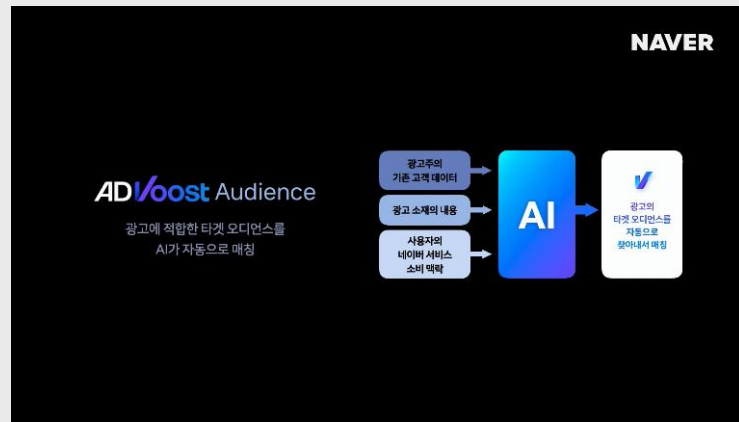 NAVER
ADVoost Audience
광고에 적합한 타겟 오디언스를
AI가 자동으로 매칭
광고주의
기존 고객 데이터
광고 소재의 내용
사용자의
네이버 서비스
소비 맥락
AI
광고의
타겟 오디언스를
자동으로
찾아내서 매칭